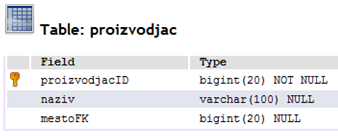 Table: proizvodjac
Field Type
proizvodjacID bigint(20) NOT NULL
naziv varchar(100) NULL
mestoFK bigint(20) NULL